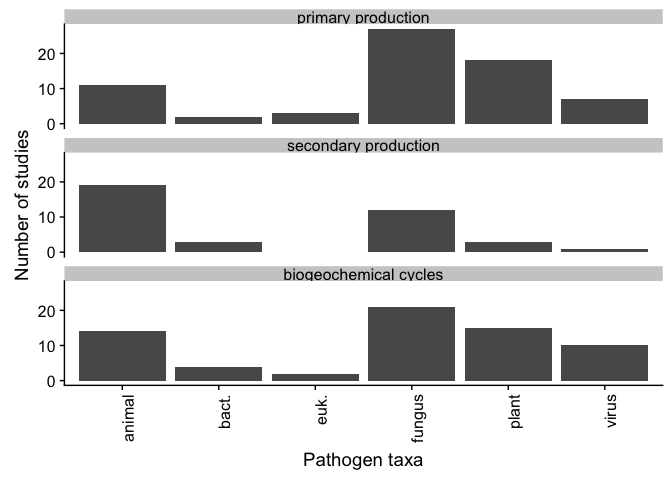 primary production
20
10
0
secondary production
20
10
0
biogeochemical cycles
20
10
0
Number of studies
animal
bact.
euk.
fungus
plant
virus
Pathogen taxa